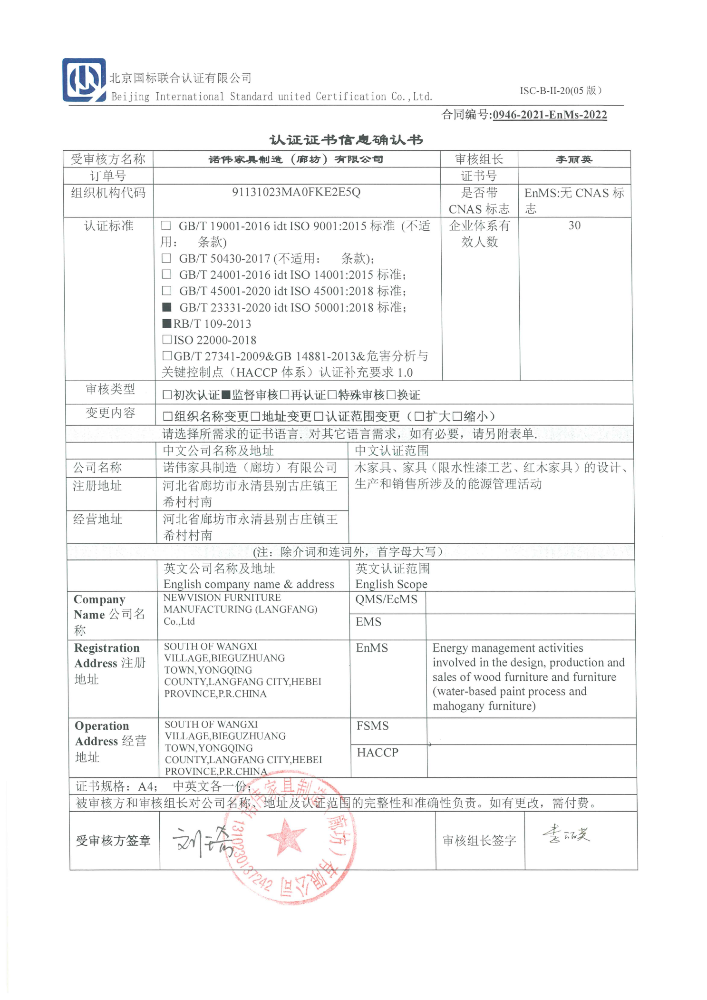 北京国标联合认证有限公司
Beijing International Standard united Certification Co.,Ltd.
ISC-B-II-20(05 版）
合同编号:0946-2021-EnMs-2022
认证证书信息确认书
受审核方名称 诺伟家具制造（廊坊）有限公司 审核组长 李丽英
订单号 证书号
组织机构代码 91131023MA0FKE2E5Q 是否带 EnMS:无 CNAS 标
CNAS 标志 志
认证标准 □ GB/T 19001-2016 idt ISO 9001:2015 标准 (不适 企业体系有 30
用： 条款) 效人数
□ GB/T 50430-2017 (不适用： 条款);
□ GB/T 24001-2016 idt ISO 14001:2015 标准；
□ GB/T 45001-2020 idt ISO 45001:2018 标准；
■ GB/T 23331-2020 idt ISO 50001:2018 标准；
■RB/T 109-2013
□ISO 22000-2018
□GB/T 27341-2009&GB 14881-2013&危害分析与
关键控制点（HACCP 体系）认证补充要求 1.0
审核类型 □初次认证■监督审核□再认证□特殊审核□换证
变更内容 □组织名称变更□地址变更□认证范围变更（□扩大□缩小）
请选择所需求的证书语言. 对其它语言需求，如有必要，请另附表单.
中文公司名称及地址 中文认证范围
公司名称 诺伟家具制造（廊坊）有限公司 木家具、家具（限水性漆工艺、红木家具）的设计、
注册地址 河北省廊坊市永清县别古庄镇王 生产和销售所涉及的能源管理活动
希村村南
经营地址 河北省廊坊市永清县别古庄镇王
希村村南
(注：除介词和连词外，首字母大写）
英文公司名称及地址 英文认证范围
English company name & address English Scope
Company NEWVISION FURNITURE QMS/EcMS
Name 公司名 MANUFACTURING (LANGFANG)
称 Co.,Ltd EMS
Registration SOUTH OF WANGXI EnMS Energy management activities
Address 注册 VILLAGE,BIEGUZHUANG involved in the design, production and
地址 TOWN,YONGQING sales of wood furniture and furniture
COUNTY,LANGFANG CITY,HEBEI (water-based paint process and
PROVINCE,P.R.CHINA mahogany furniture)
Operation SOUTH OF WANGXI FSMS
Address 经营 VILLAGE,BIEGUZHUANG
地址 TOWN,YONGQING HACCP
COUNTY,LANGFANG CITY,HEBEI
PROVINCE,P.R.CHINA
证书规格：A4； 中英文各一份；
被审核方和审核组长对公司名称、地址及认证范围的完整性和准确性负责。如有更改，需付费。
受审核方签章 审核组长签字 李丽英
诺伟家具制造（廊坊）有限公司
1310230137242